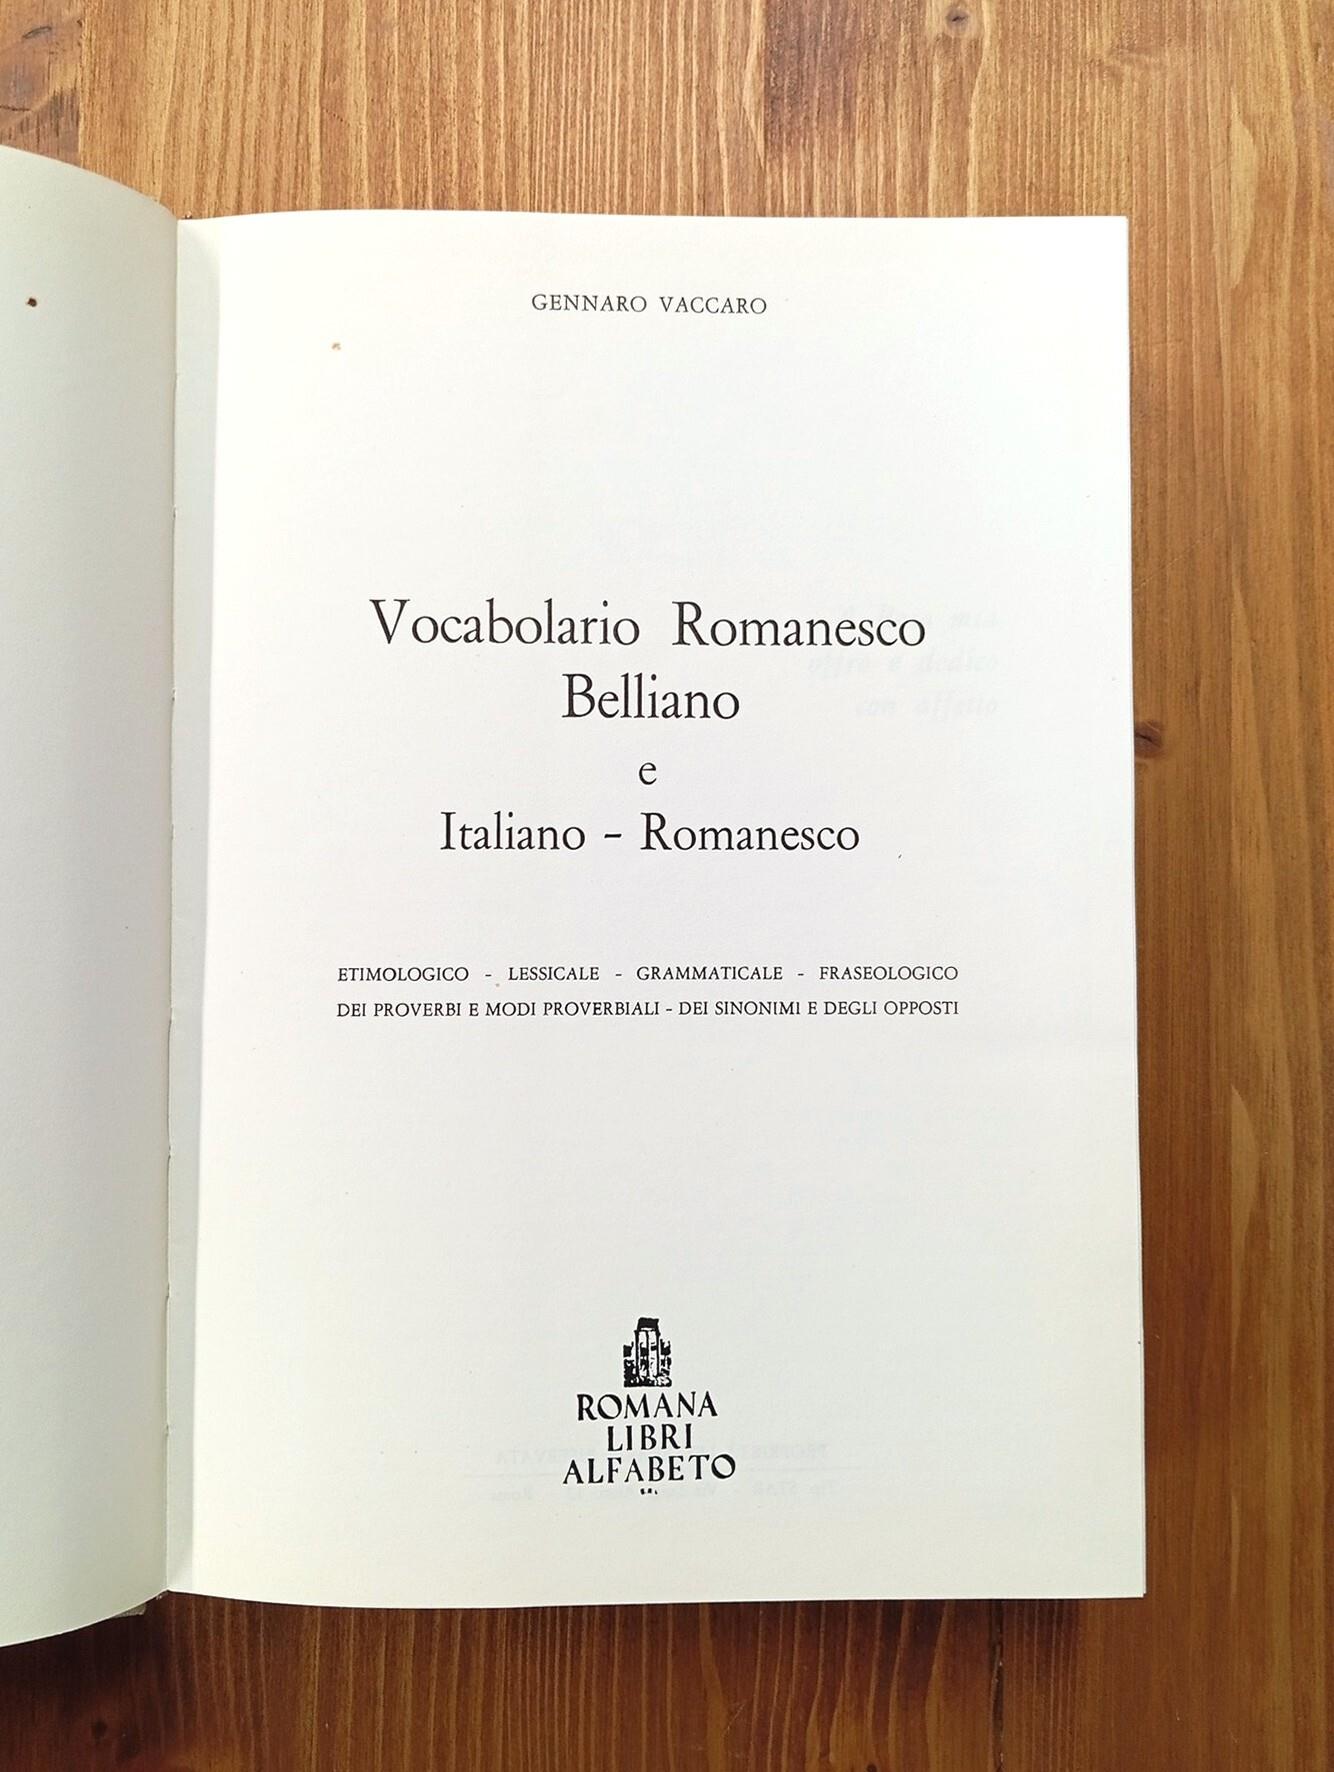 GENNARO VACCARO
Vocabolario Romanesco
Belliano
e
Italiano - Romanesco
ETIMOLOGICO - LESSICALE - GRAMMATICALE - FRASEOLOGICO
DEI PROVERBI E MODI PROVERBIALI - DEI SINONIMI E DEGLI OPPOSTI
ROMANA
LIBRI
ALFABETO
s.r.l.